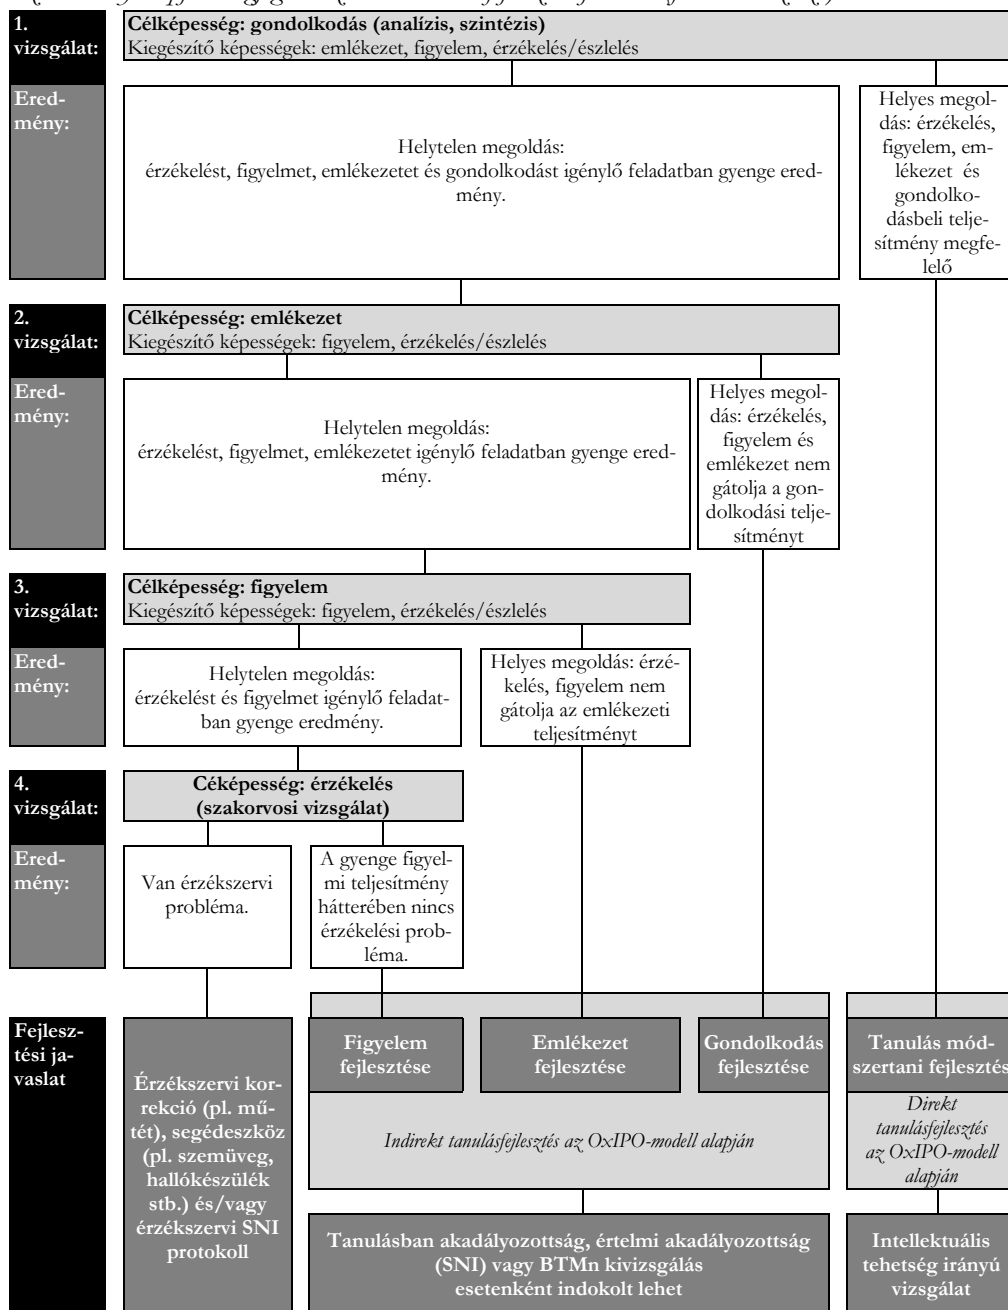 1.
vizsgálat:
Célképesség: gondolkodás (analízis, szintézis)
Kiegészítő képességek: emlékezet, figyelem, érzékelés/észlelés
Ered-
mény:
Helytelen megoldás:
érzékelést, figyelmet, emlékezetet és gondolkodást igénylő feladatban gyenge ered-
mény.
Helyes megol-
dás: érzékelés,
figyelem, em-
lékezet és
gondolko-
dásbeli telje-
sítmény megfe-
lelő
2.
vizsgálat:
Célképesség: emlékezet
Kiegészítő képességek: figyelem, érzékelés/észlelés
Ered-
mény:
Helytelen megoldás:
érzékelést, figyelmet, emlékezetet igénylő feladatban gyenge ered-
mény.
Helyes megol-
dás: érzékelés,
figyelem és
emlékezet nem
gátolja a gon-
dolkodási telje-
sítményt
3.
vizsgálat:
Célképesség: figyelem
Kiegészítő képességek: figyelem, érzékelés/észlelés
Ered-
mény:
Helytelen megoldás:
érzékelést és figyelmet igénylő feladat-
ban gyenge eredmény.
Helyes megoldás: érzé-
kelés, figyelem nem
gátolja az emlékezeti
teljesítményt
4.
vizsgálat:
Céképesség: érzékelés
(szakorvosi vizsgálat)
Ered-
mény:
Van érzékszervi
probléma.
A gyenge figyel-
mi teljesítmény
hátterében nincs
érzékelési prob-
léma.
Fejlesz-
tési ja-
vaslat
Érzékszervi kor-
rekció (pl. mű-
tét), segédeszköz
(pl. szemüveg,
hallókészülék
stb.) és/vagy
érzékszervi SNI
protokoll
Figyelem
fejlesztése
Emlékezet
fejlesztése
Gondolkodás
fejlesztése
Tanulás mód-
szertani fejlesztés
Indirekt tanulásfejlesztés az OxIPO-modell alapján
Direkt
tanulásfejlesztés
az OxIPO-modell
alapján
Tanulásban akadályozottság, értelmi akadályozottság
(SNI) vagy BTMn kivizsgálás
esetenként indokolt lehet
Intellektuális
tehetség irányú
vizsgálat